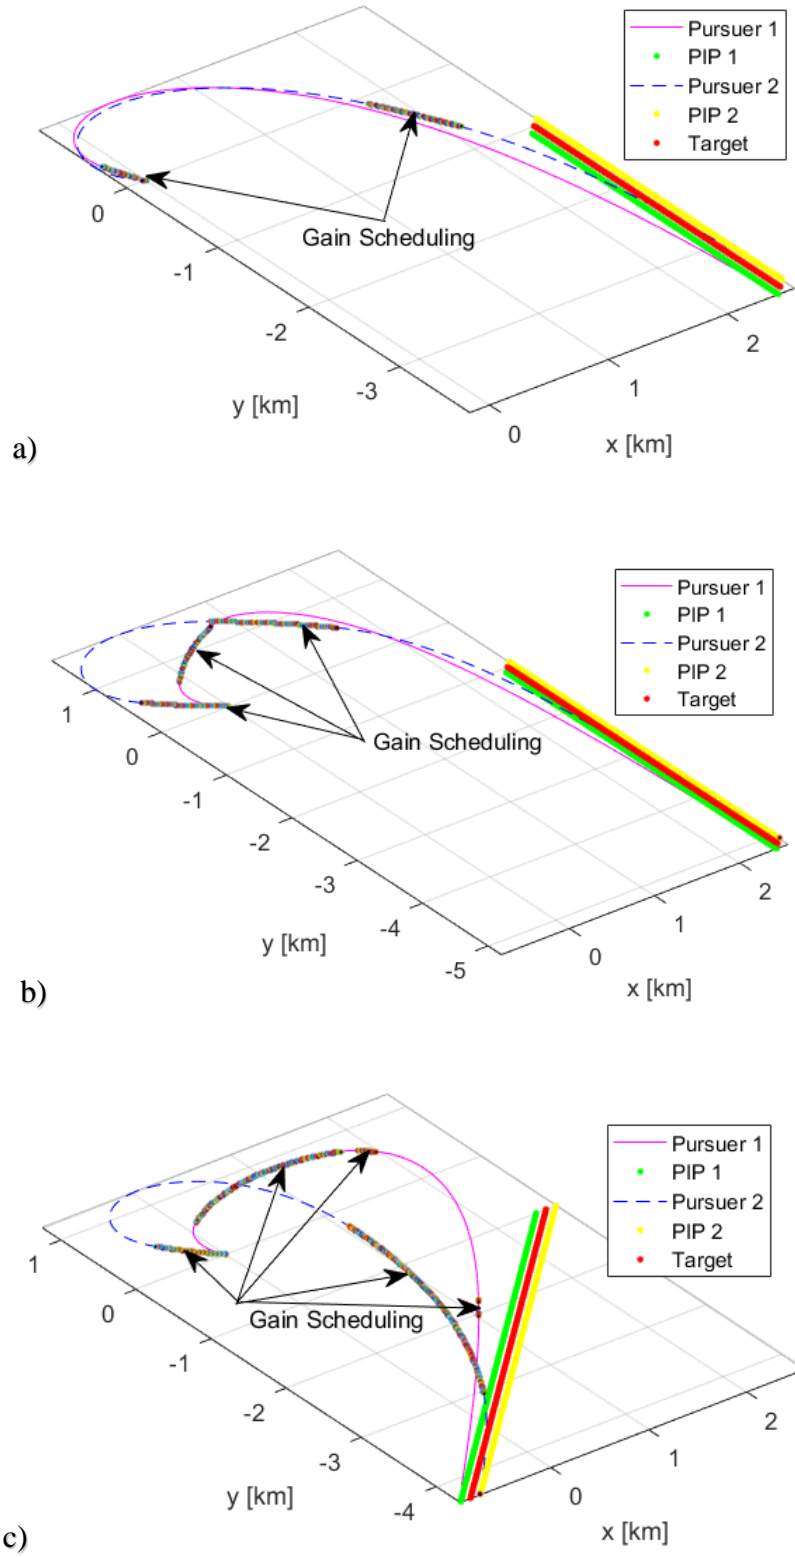 Pursuer 1
PIP 1
Pursuer 2
PIP 2
Target
Gain Scheduling
0
-1
-2
-3
y [km]
0
1
2
x [km]
a)
Pursuer 1
PIP 1
Pursuer 2
PIP 2
Target
Gain Scheduling
1
0
-1
-2
-3
-4
-5
y [km]
0
1
2
x [km]
b)
Pursuer 1
PIP 1
Pursuer 2
PIP 2
Target
Gain Scheduling
1
0
-1
-2
-3
-4
y [km]
0
1
2
x [km]
c)